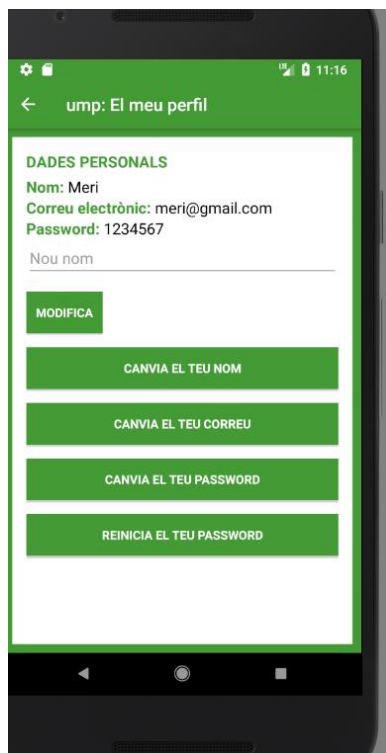 LTE 11:16
ump: El meu perfil
DADES PERSONALS
Nom: Meri
Correu electrònic: meri@gmail.com
Password: 1234567
Nou nom
MODIFICA
CANVIA EL TEU NOM
CANVIA EL TEU CORREU
CANVIA EL TEU PASSWORD
REINICIA EL TEU PASSWORD